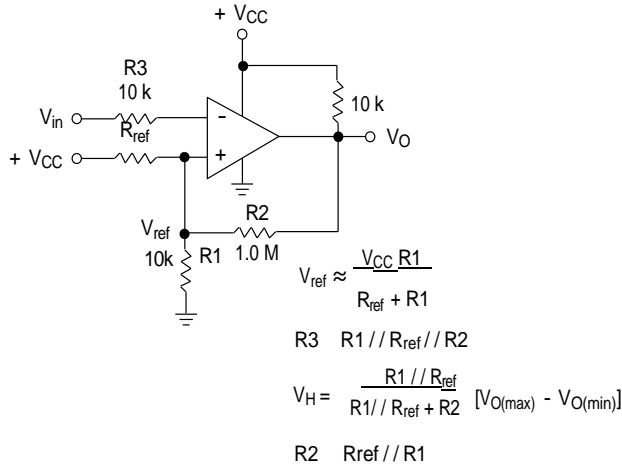 + VCC
R3
10 k
Vin
-
10 k
Rref
VO
+ VCC
+
R2
Vref
10k
R1
1.0 M
Vref ≈ VCC R1
Rref + R1
R3 R1 // Rref // R2
VH = R1 // Rref
R1// Rref + R2 [VO(max) - VO(min)]
R2 Rref // R1